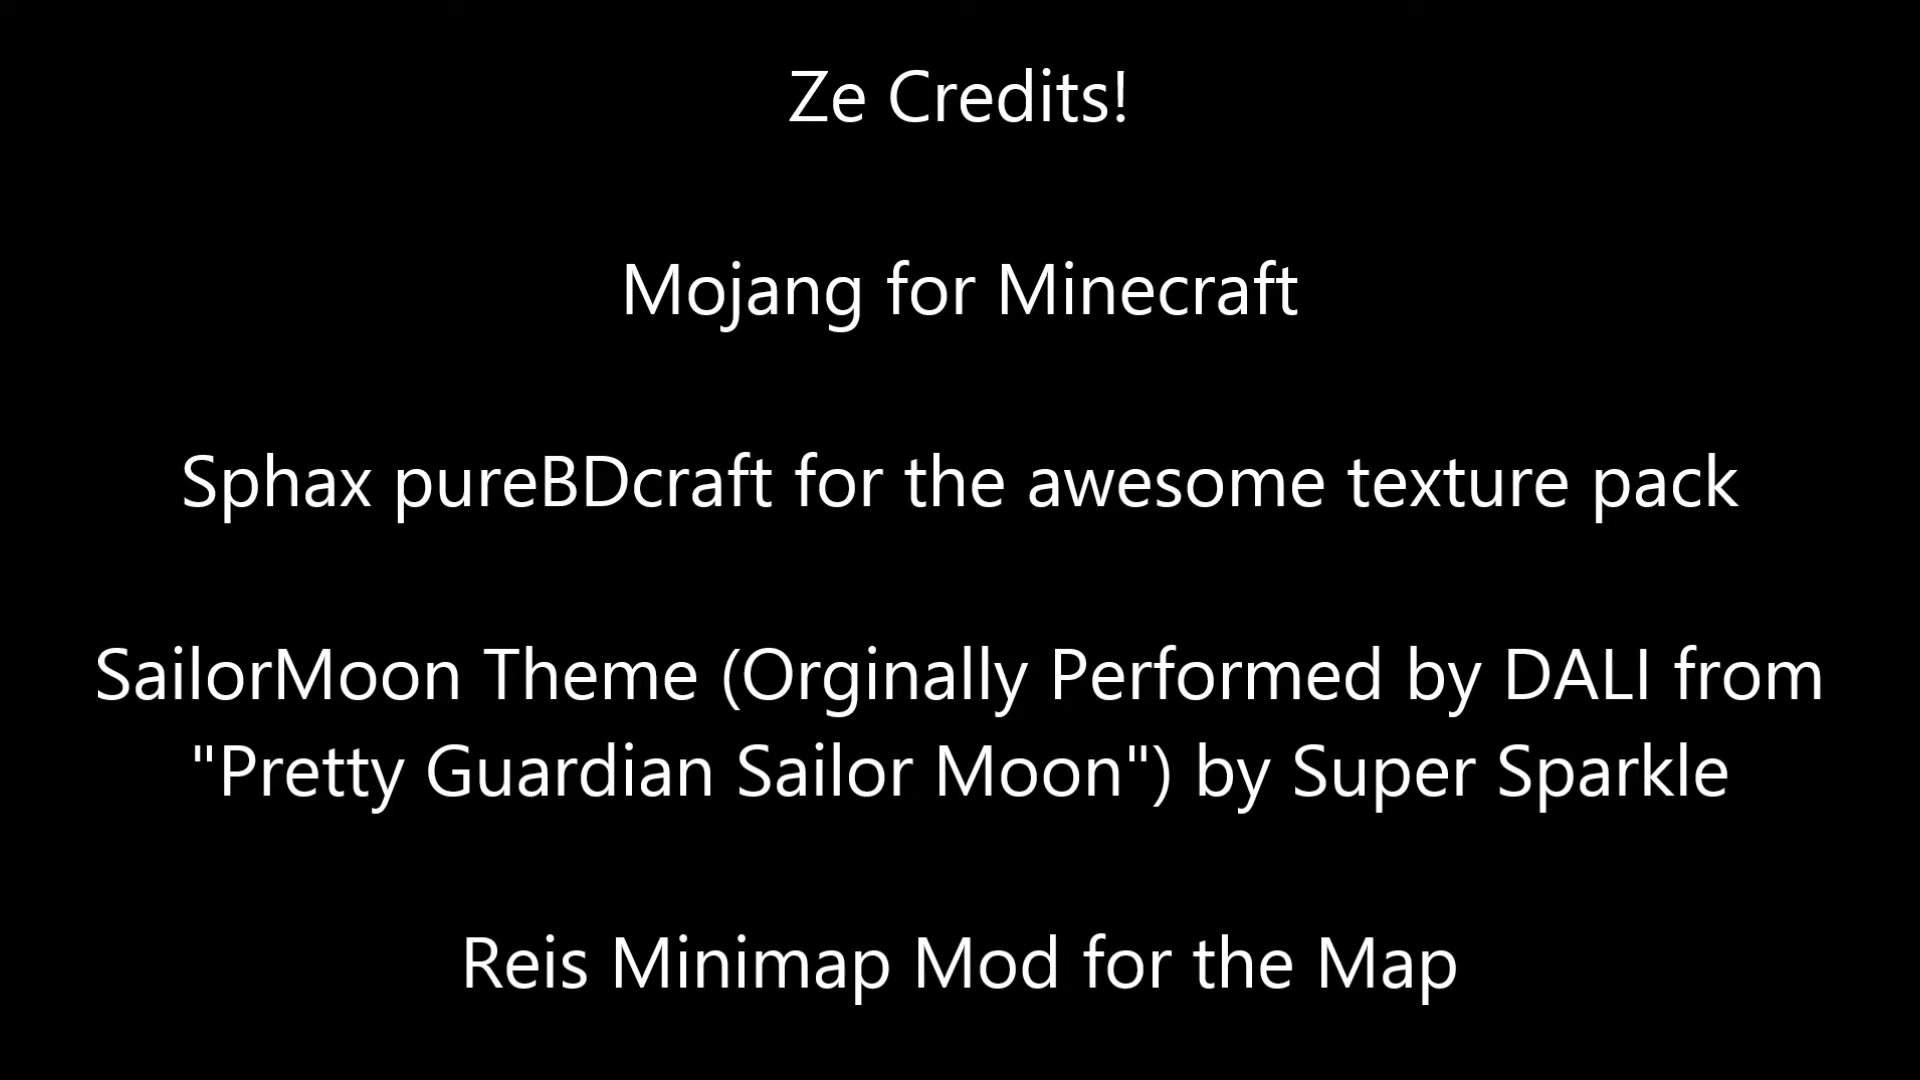 Ze Credits!
Mojang for Minecraft
Sphax pureBDcraft for the awesome texture pack
SailorMoon Theme (Orginally Performed by DALI from
"Pretty Guardian Sailor Moon") by Super Sparkle
Reis Minimap Mod for the Map